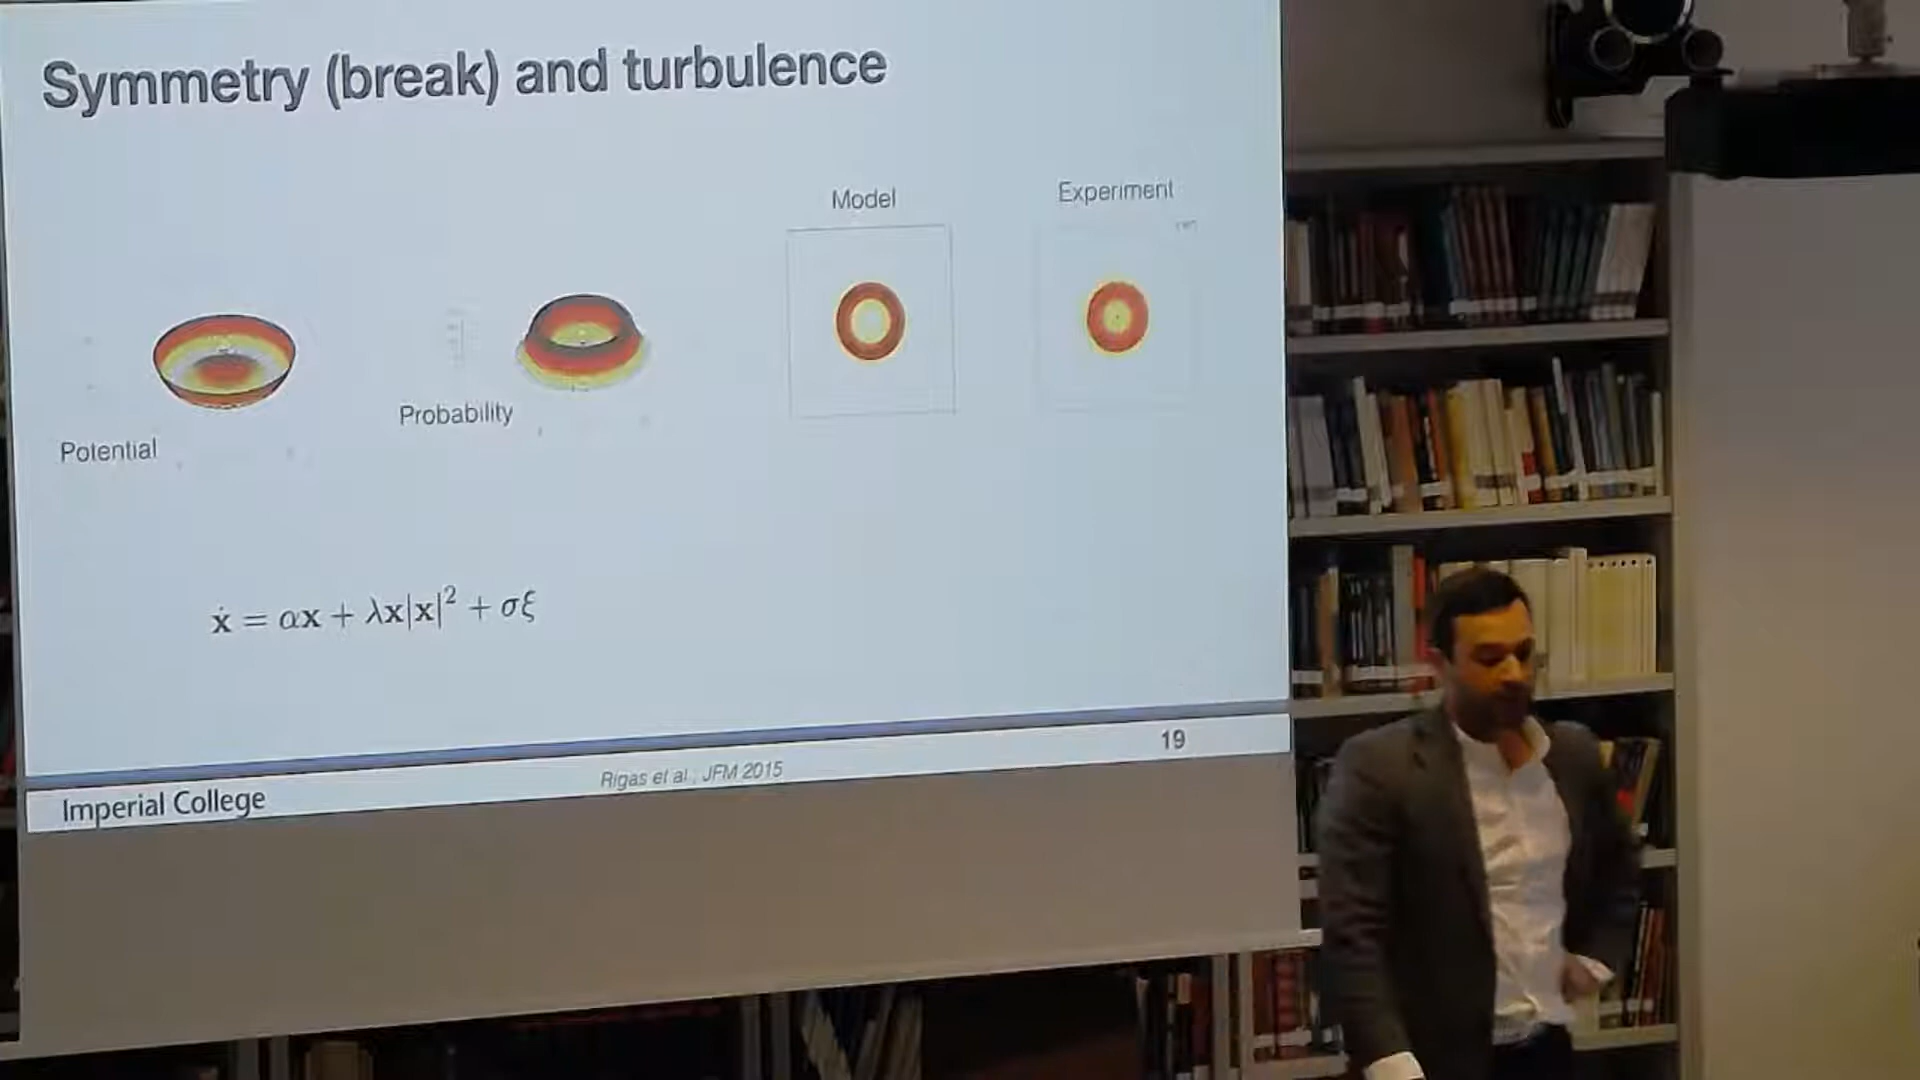 Symmetry (break) and turbulence
Model
Experiment
Probability
Potential
ẋ = αx + λx|x|² + σξ
19
Rigas et al., JFM 2015
Imperial College